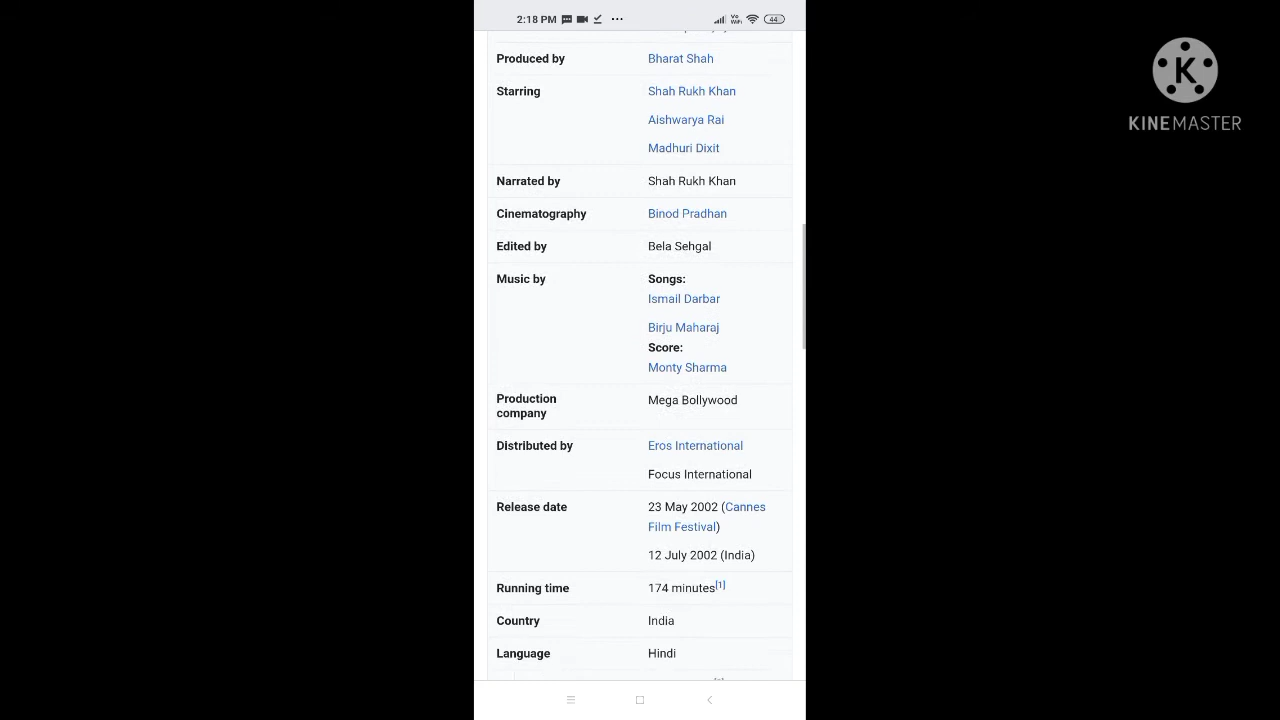 2:18 PM
Vo WiFi
44
KINEMASTER
Produced by Bharat Shah
Starring Shah Rukh Khan
Aishwarya Rai
Madhuri Dixit
Narrated by Shah Rukh Khan
Cinematography Binod Pradhan
Edited by Bela Sehgal
Music by Songs:
Ismail Darbar
Birju Maharaj
Score:
Monty Sharma
Production Mega Bollywood
company
Distributed by Eros International
Focus International
Release date 23 May 2002 (Cannes
Film Festival)
12 July 2002 (India)
Running time 174 minutes[1]
Country India
Language Hindi